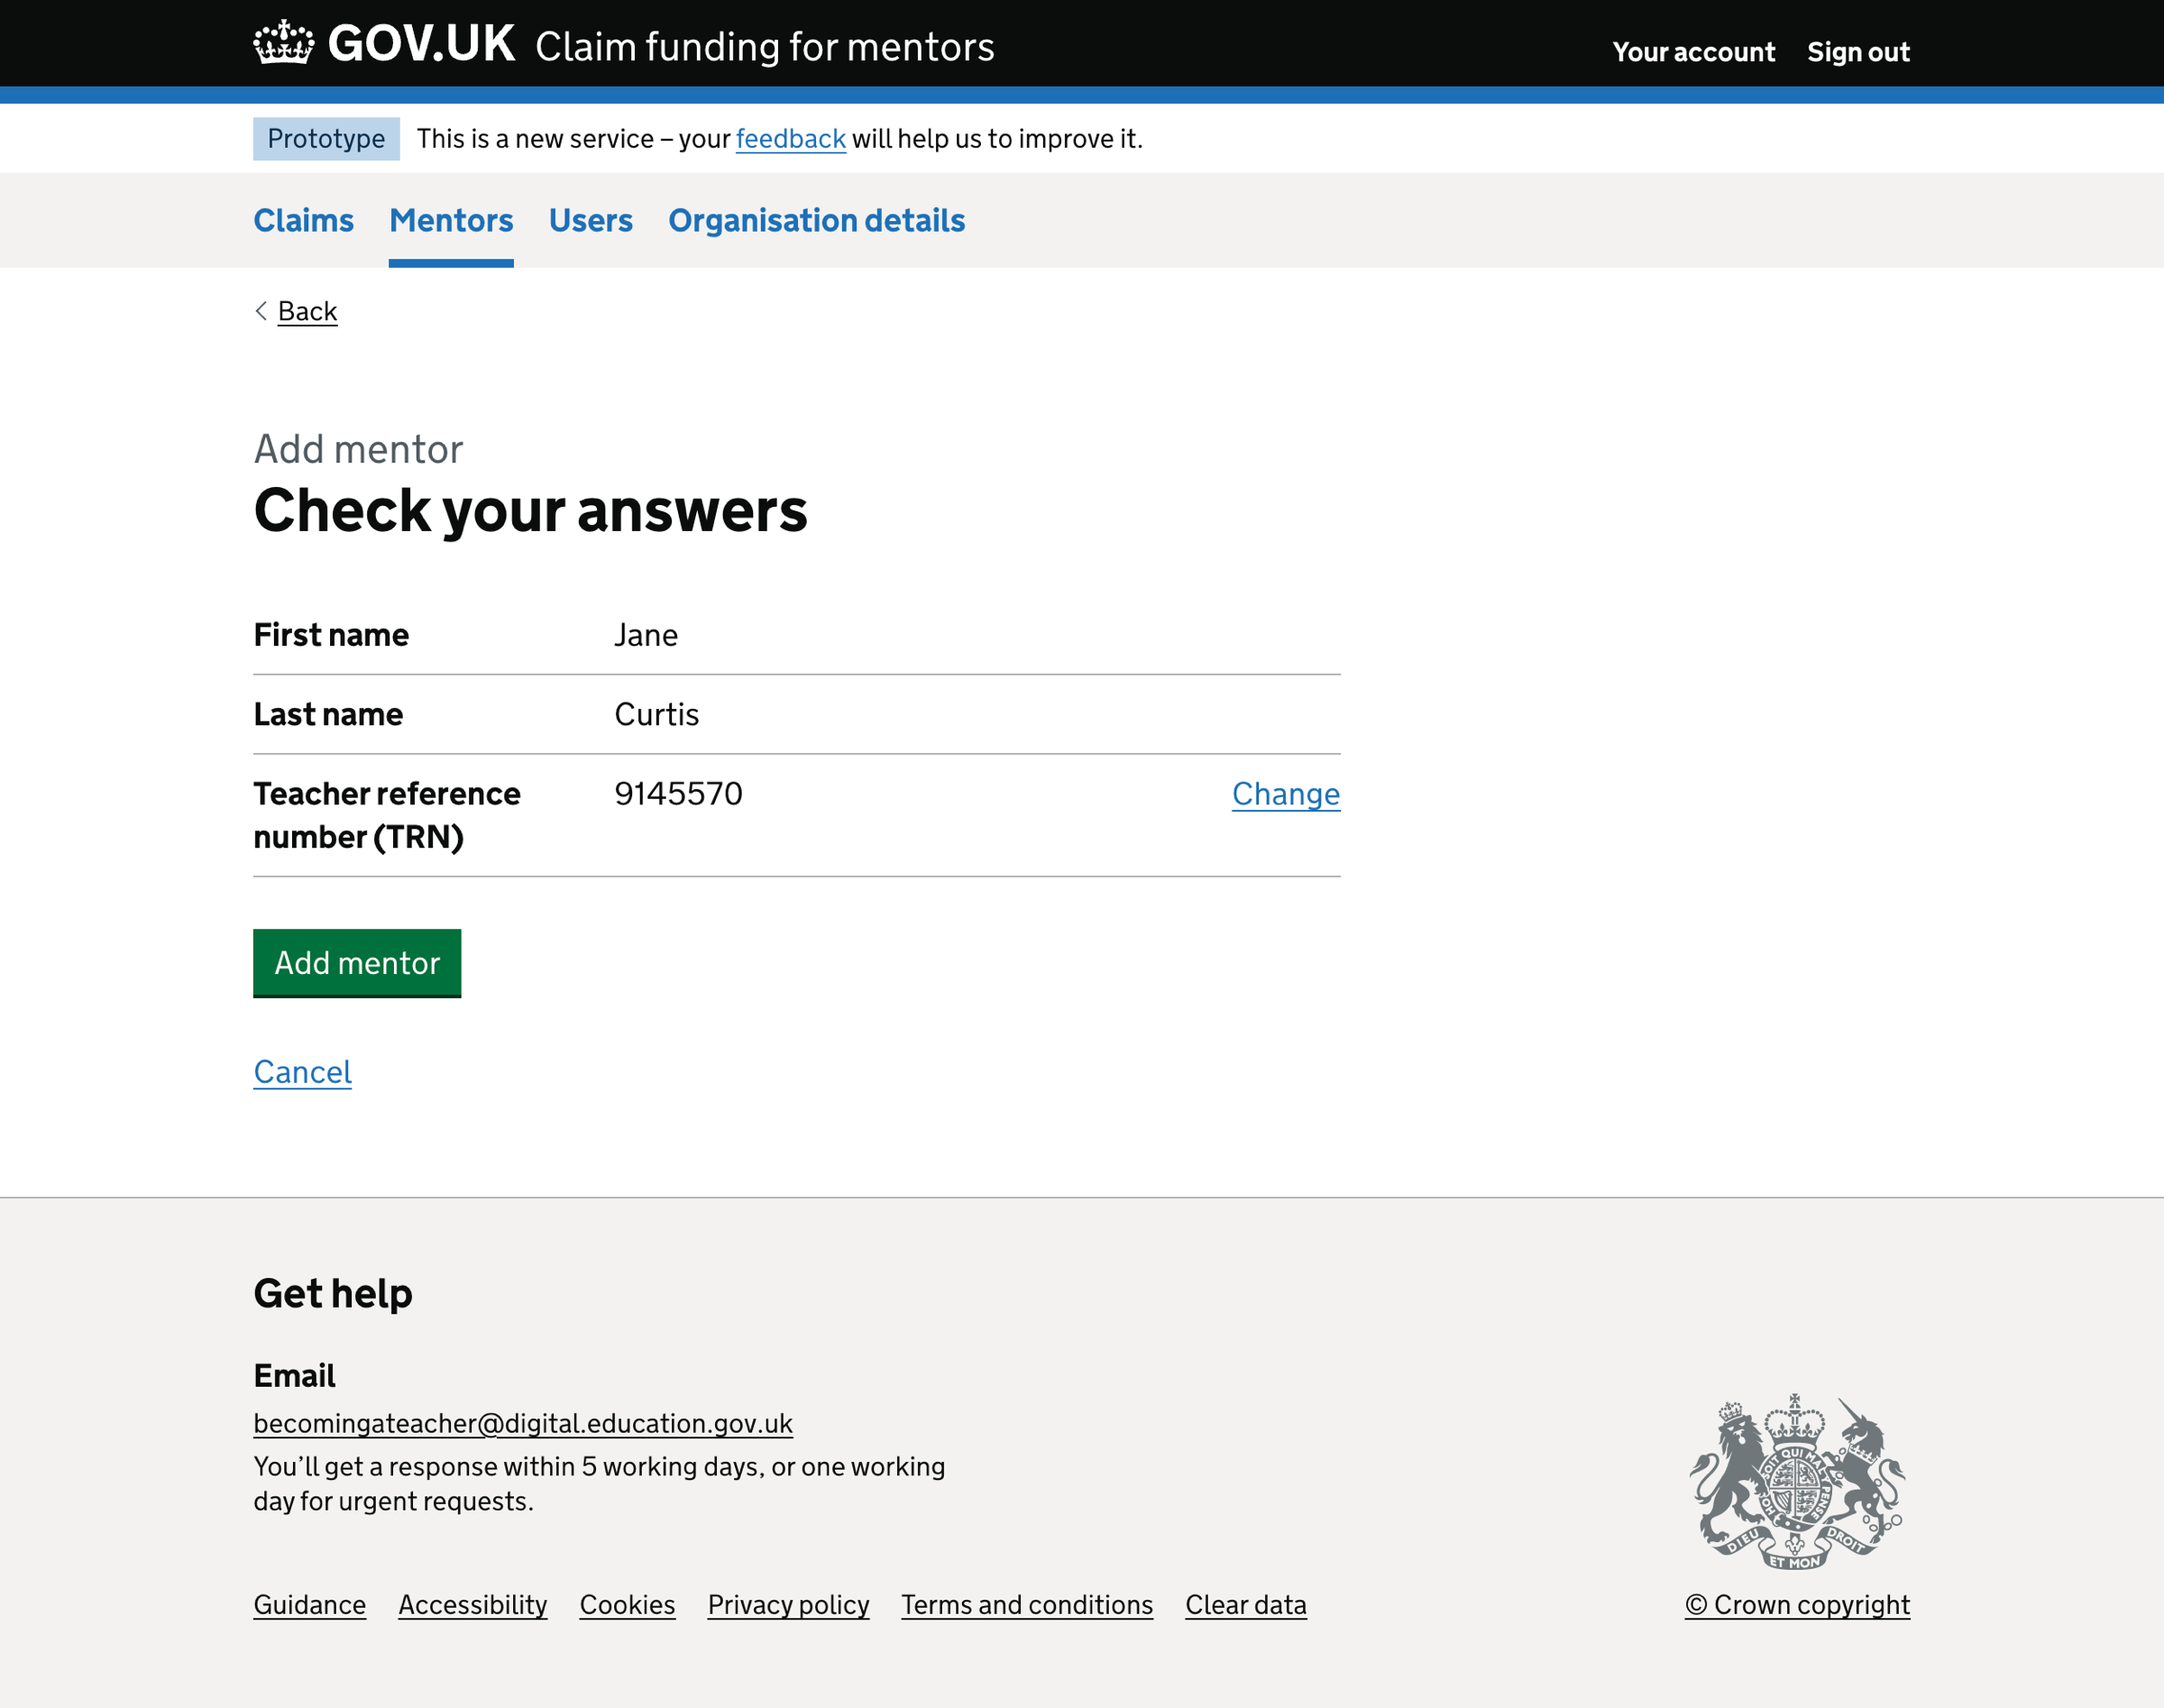 GOV.UK Claim funding for mentors
Your account Sign out
Prototype This is a new service – your feedback will help us to improve it.
Claims Mentors Users Organisation details
Back
Add mentor
Check your answers
First name Jane
Last name Curtis
Teacher reference number (TRN) 9145570 Change
Add mentor
Cancel
Get help
Email
becomingateacher@digital.education.gov.uk
You’ll get a response within 5 working days, or one working
day for urgent requests.
DIEU ET MON DROIT
Guidance Accessibility Cookies Privacy policy Terms and conditions Clear data
© Crown copyright